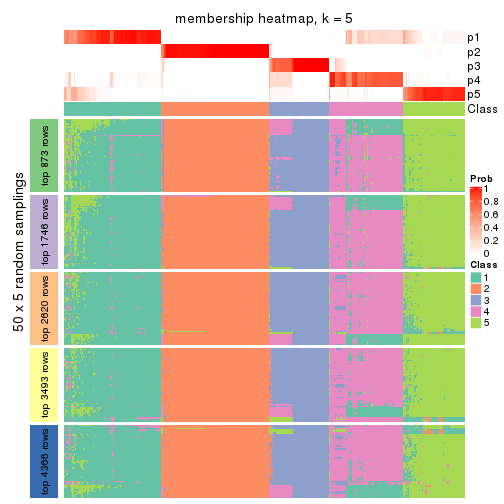 membership heatmap, k = 5
p1
p2
p3
p4
p5
Class
50 x 5 random samplings
top 873 rows
top 1746 rows
top 2620 rows
top 3493 rows
top 4366 rows
Prob
1
0.8
0.6
0.4
0.2
0
Class
1
2
3
4
5